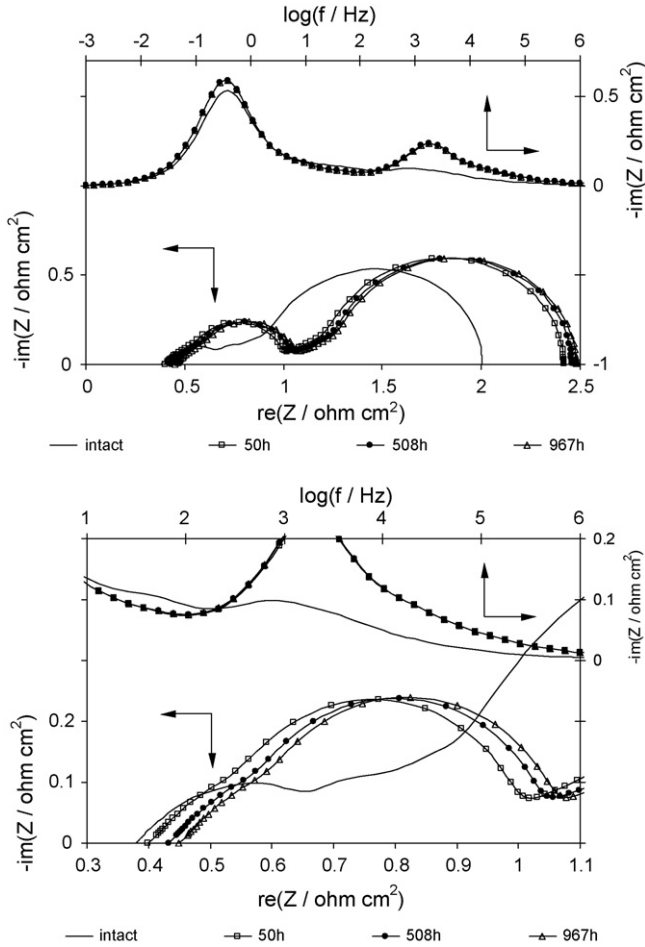 log(f / Hz)
-3 -2 -1 0 1 2 3 4 5 6
0.5
0
-im(Z / ohm cm²)
-im(Z / ohm cm²)
0.5
0
-1
0 0.5 1 1.5 2 2.5
re(Z / ohm cm²)
intact 50h 508h 967h
log(f / Hz)
1 2 3 4 5 6
0.2
0.1
0
-im(Z / ohm cm²)
-im(Z / ohm cm²)
0.2
0.1
0
0.3 0.4 0.5 0.6 0.7 0.8 0.9 1 1.1
re(Z / ohm cm²)
intact 50h 508h 967h